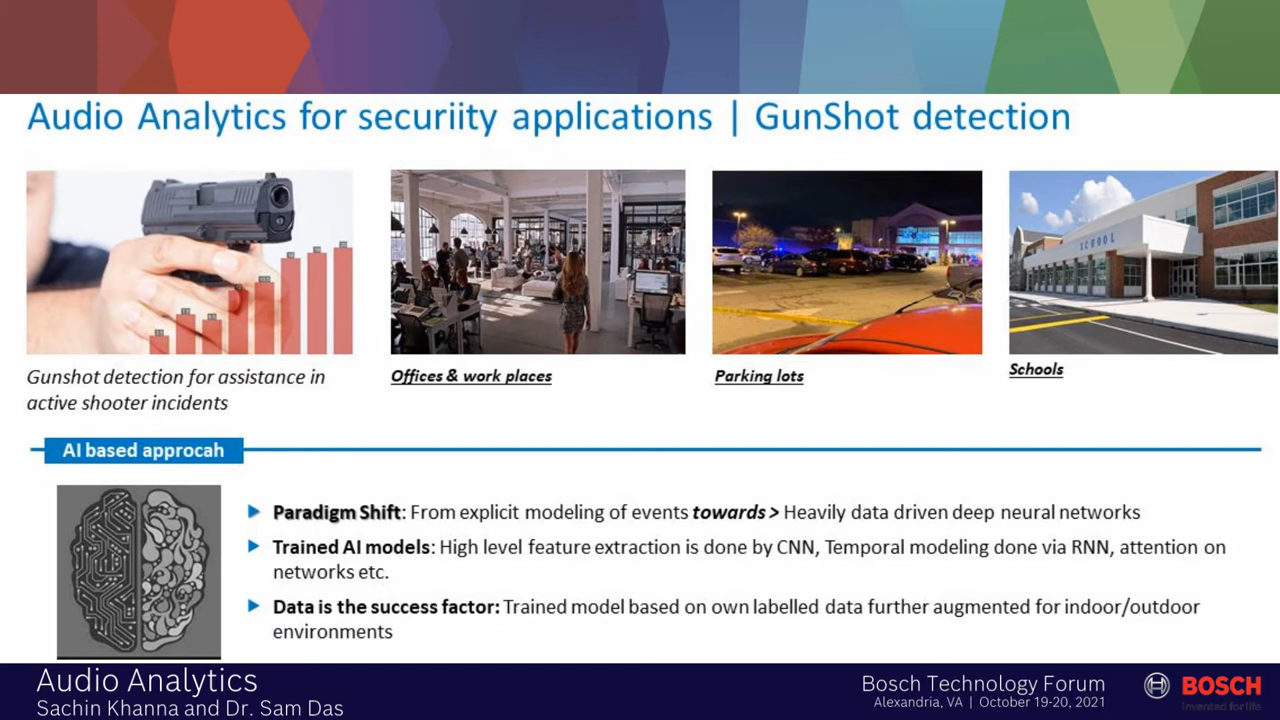 Audio Analytics for securiity applications | GunShot detection
SCHOOL
Gunshot detection for assistance in
active shooter incidents
Offices & work places
Parking lots
Schools
AI based approcah
Paradigm Shift: From explicit modeling of events towards > Heavily data driven deep neural networks
Trained AI models: High level feature extraction is done by CNN, Temporal modeling done via RNN, attention on
networks etc.
Data is the success factor: Trained model based on own labelled data further augmented for indoor/outdoor
environments
Audio Analytics
Sachin Khanna and Dr. Sam Das
Bosch Technology Forum
Alexandria, VA | October 19-20, 2021
BOSCH
Invented for life